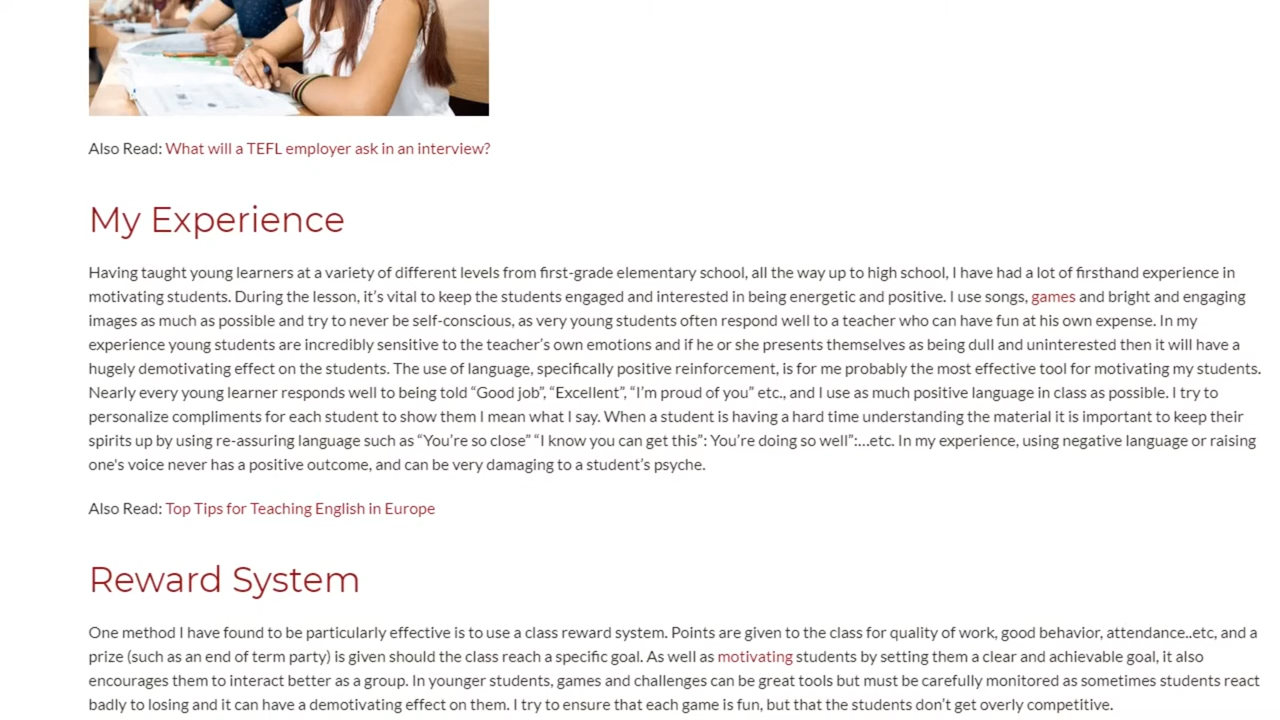 Also Read: What will a TEFL employer ask in an interview?
My Experience
Having taught young learners at a variety of different levels from first-grade elementary school, all the way up to high school, I have had a lot of firsthand experience in
motivating students. During the lesson, it’s vital to keep the students engaged and interested in being energetic and positive. I use songs, games and bright and engaging
images as much as possible and try to never be self-conscious, as very young students often respond well to a teacher who can have fun at his own expense. In my
experience young students are incredibly sensitive to the teacher’s own emotions and if he or she presents themselves as being dull and uninterested then it will have a
hugely demotivating effect on the students. The use of language, specifically positive reinforcement, is for me probably the most effective tool for motivating my students.
Nearly every young learner responds well to being told “Good job”, “Excellent”, “I’m proud of you” etc., and I use as much positive language in class as possible. I try to
personalize compliments for each student to show them I mean what I say. When a student is having a hard time understanding the material it is important to keep their
spirits up by using re-assuring language such as “You’re so close” “I know you can get this”: You’re doing so well”:...etc. In my experience, using negative language or raising
one's voice never has a positive outcome, and can be very damaging to a student’s psyche.
Also Read: Top Tips for Teaching English in Europe
Reward System
One method I have found to be particularly effective is to use a class reward system. Points are given to the class for quality of work, good behavior, attendance..etc, and a
prize (such as an end of term party) is given should the class reach a specific goal. As well as motivating students by setting them a clear and achievable goal, it also
encourages them to interact better as a group. In younger students, games and challenges can be great tools but must be carefully monitored as sometimes students react
badly to losing and it can have a demotivating effect on them. I try to ensure that each game is fun, but that the students don’t get overly competitive.